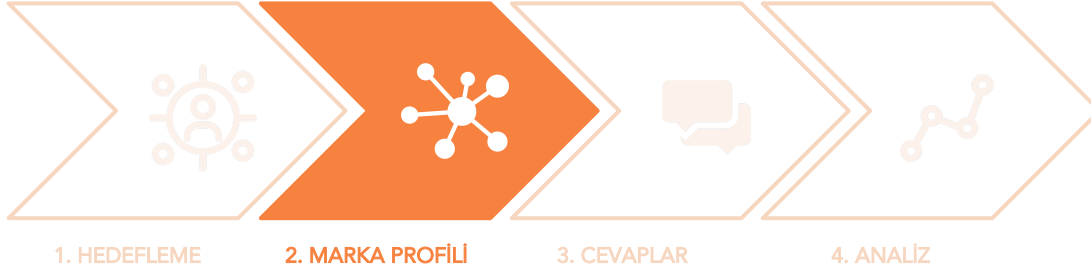 1. HEDEFLEME
2. MARKA PROFİLİ
3. CEVAPLAR
4. ANALİZ